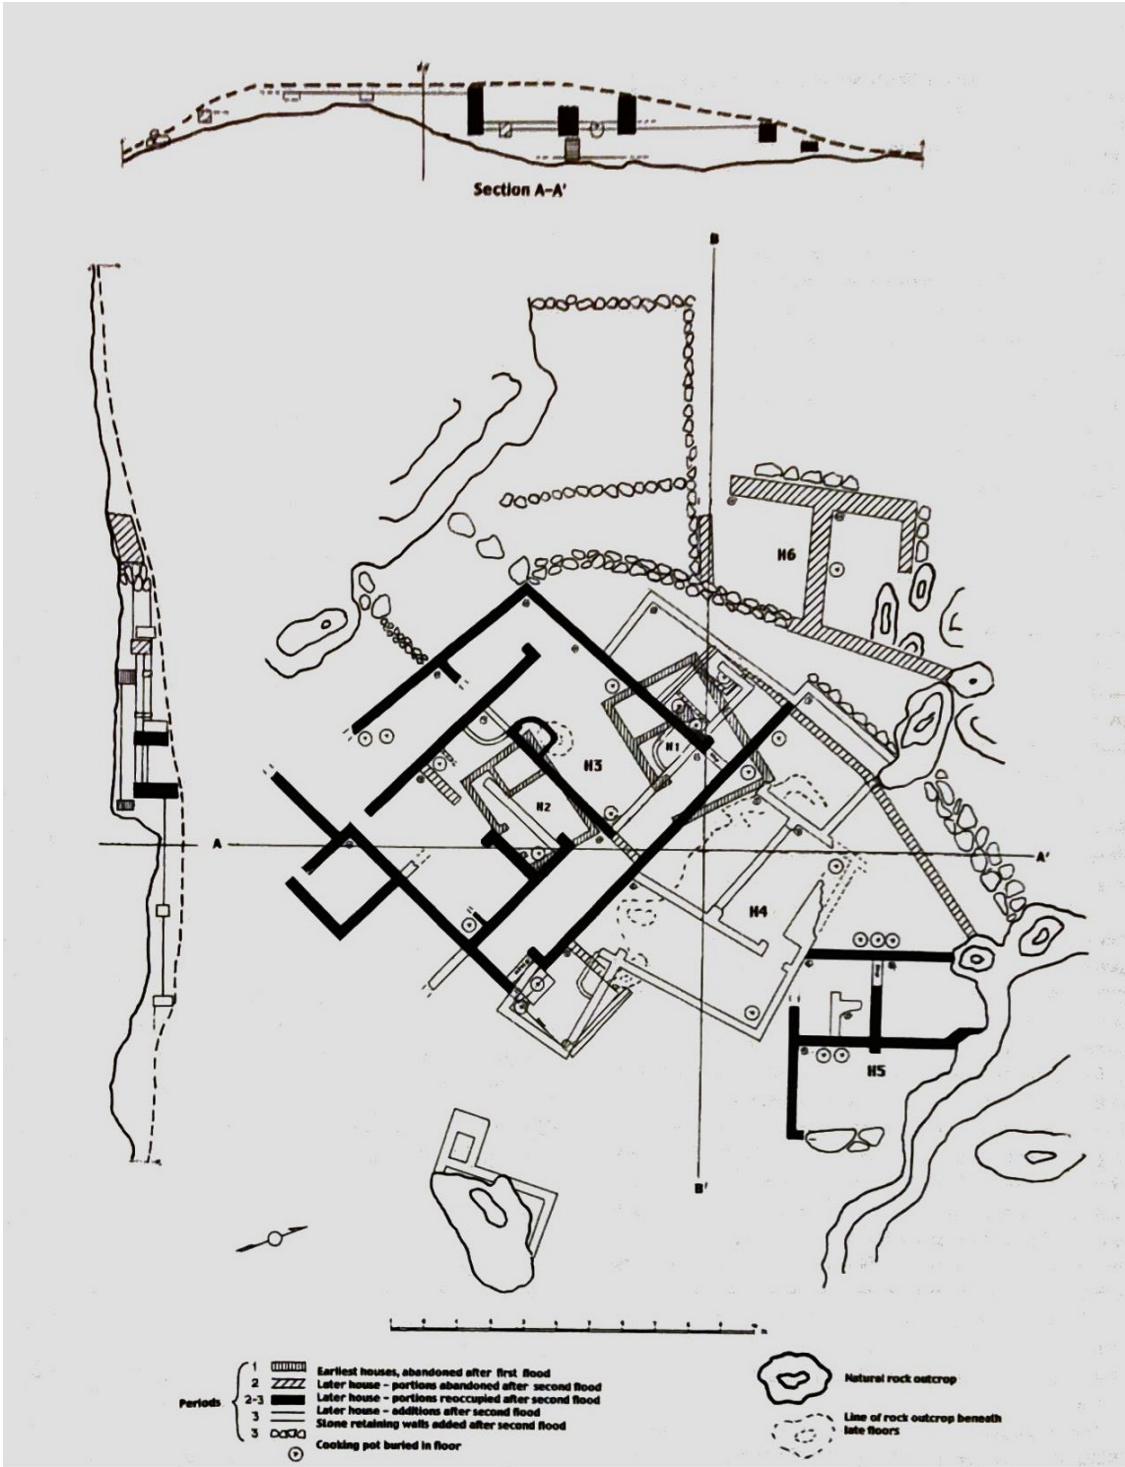 Section A–A'
B
H6
H1
H3
H2
A
A'
H4
H5
B'
Periods
1 Earliest houses, abandoned after first flood
2 Later house – portions abandoned after second flood
2-3 Later house – portions reoccupied after second flood
3 Later house – additions after second flood
3 Stone retaining walls added after second flood
Cooking pot buried in floor
Natural rock outcrop
Line of rock outcrop beneath
late floors